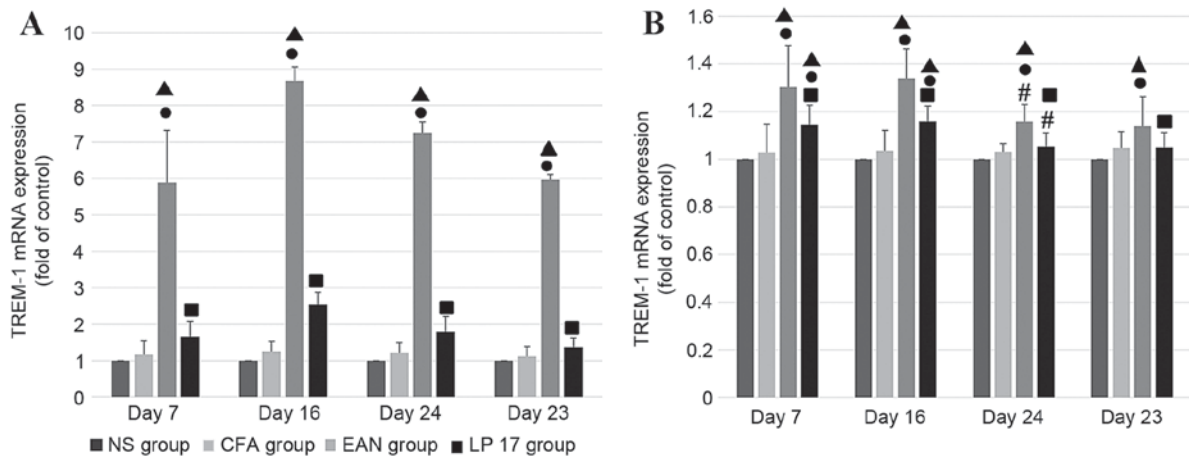 A
TREM-1 mRNA expression
(fold of control)
10
9
8
7
6
5
4
3
2
1
0
Day 7
Day 16
Day 24
Day 23
NS group
CFA group
EAN group
LP 17 group
B
TREM-1 mRNA expression
(fold of control)
1.6
1.4
1.2
1
0.8
0.6
0.4
0.2
0
#
#
Day 7
Day 16
Day 24
Day 23